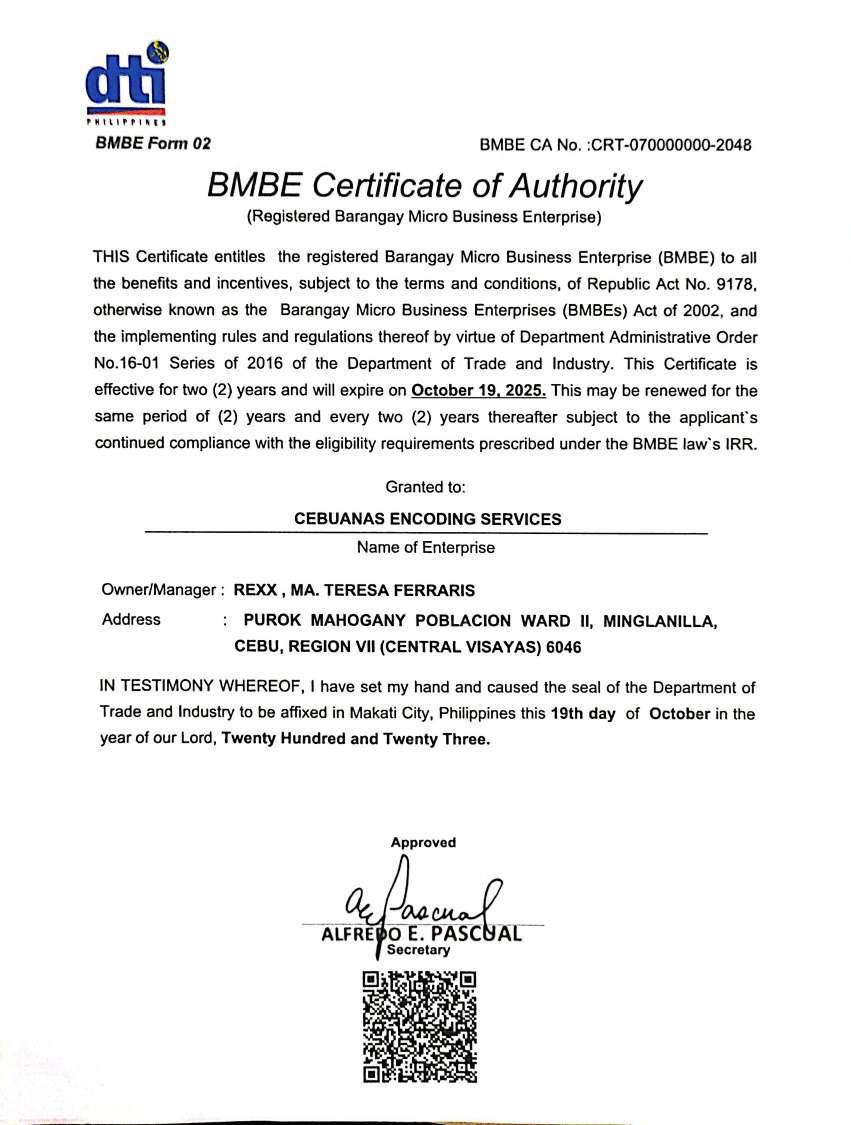 dti
PHILIPPINES
BMBE Form 02
BMBE CA No. :CRT-070000000-2048
BMBE Certificate of Authority
(Registered Barangay Micro Business Enterprise)
THIS Certificate entitles the registered Barangay Micro Business Enterprise (BMBE) to all
the benefits and incentives, subject to the terms and conditions, of Republic Act No. 9178,
otherwise known as the Barangay Micro Business Enterprises (BMBEs) Act of 2002, and
the implementing rules and regulations thereof by virtue of Department Administrative Order
No.16-01 Series of 2016 of the Department of Trade and Industry. This Certificate is
effective for two (2) years and will expire on October 19, 2025. This may be renewed for the
same period of (2) years and every two (2) years thereafter subject to the applicant`s
continued compliance with the eligibility requirements prescribed under the BMBE law`s IRR.
Granted to:
CEBUANAS ENCODING SERVICES
Name of Enterprise
Owner/Manager : REXX , MA. TERESA FERRARIS
Address : PUROK MAHOGANY POBLACION WARD II, MINGLANILLA,
CEBU, REGION VII (CENTRAL VISAYAS) 6046
IN TESTIMONY WHEREOF, I have set my hand and caused the seal of the Department of
Trade and Industry to be affixed in Makati City, Philippines this 19th day of October in the
year of our Lord, Twenty Hundred and Twenty Three.
Approved
ae Pascual
ALFREDO E. PASCUAL
Secretary